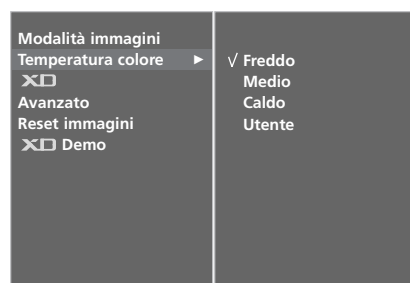 Modalità immagini
Temperatura colore ►
XD
Avanzato
Reset immagini
XD Demo
√ Freddo
Medio
Caldo
Utente